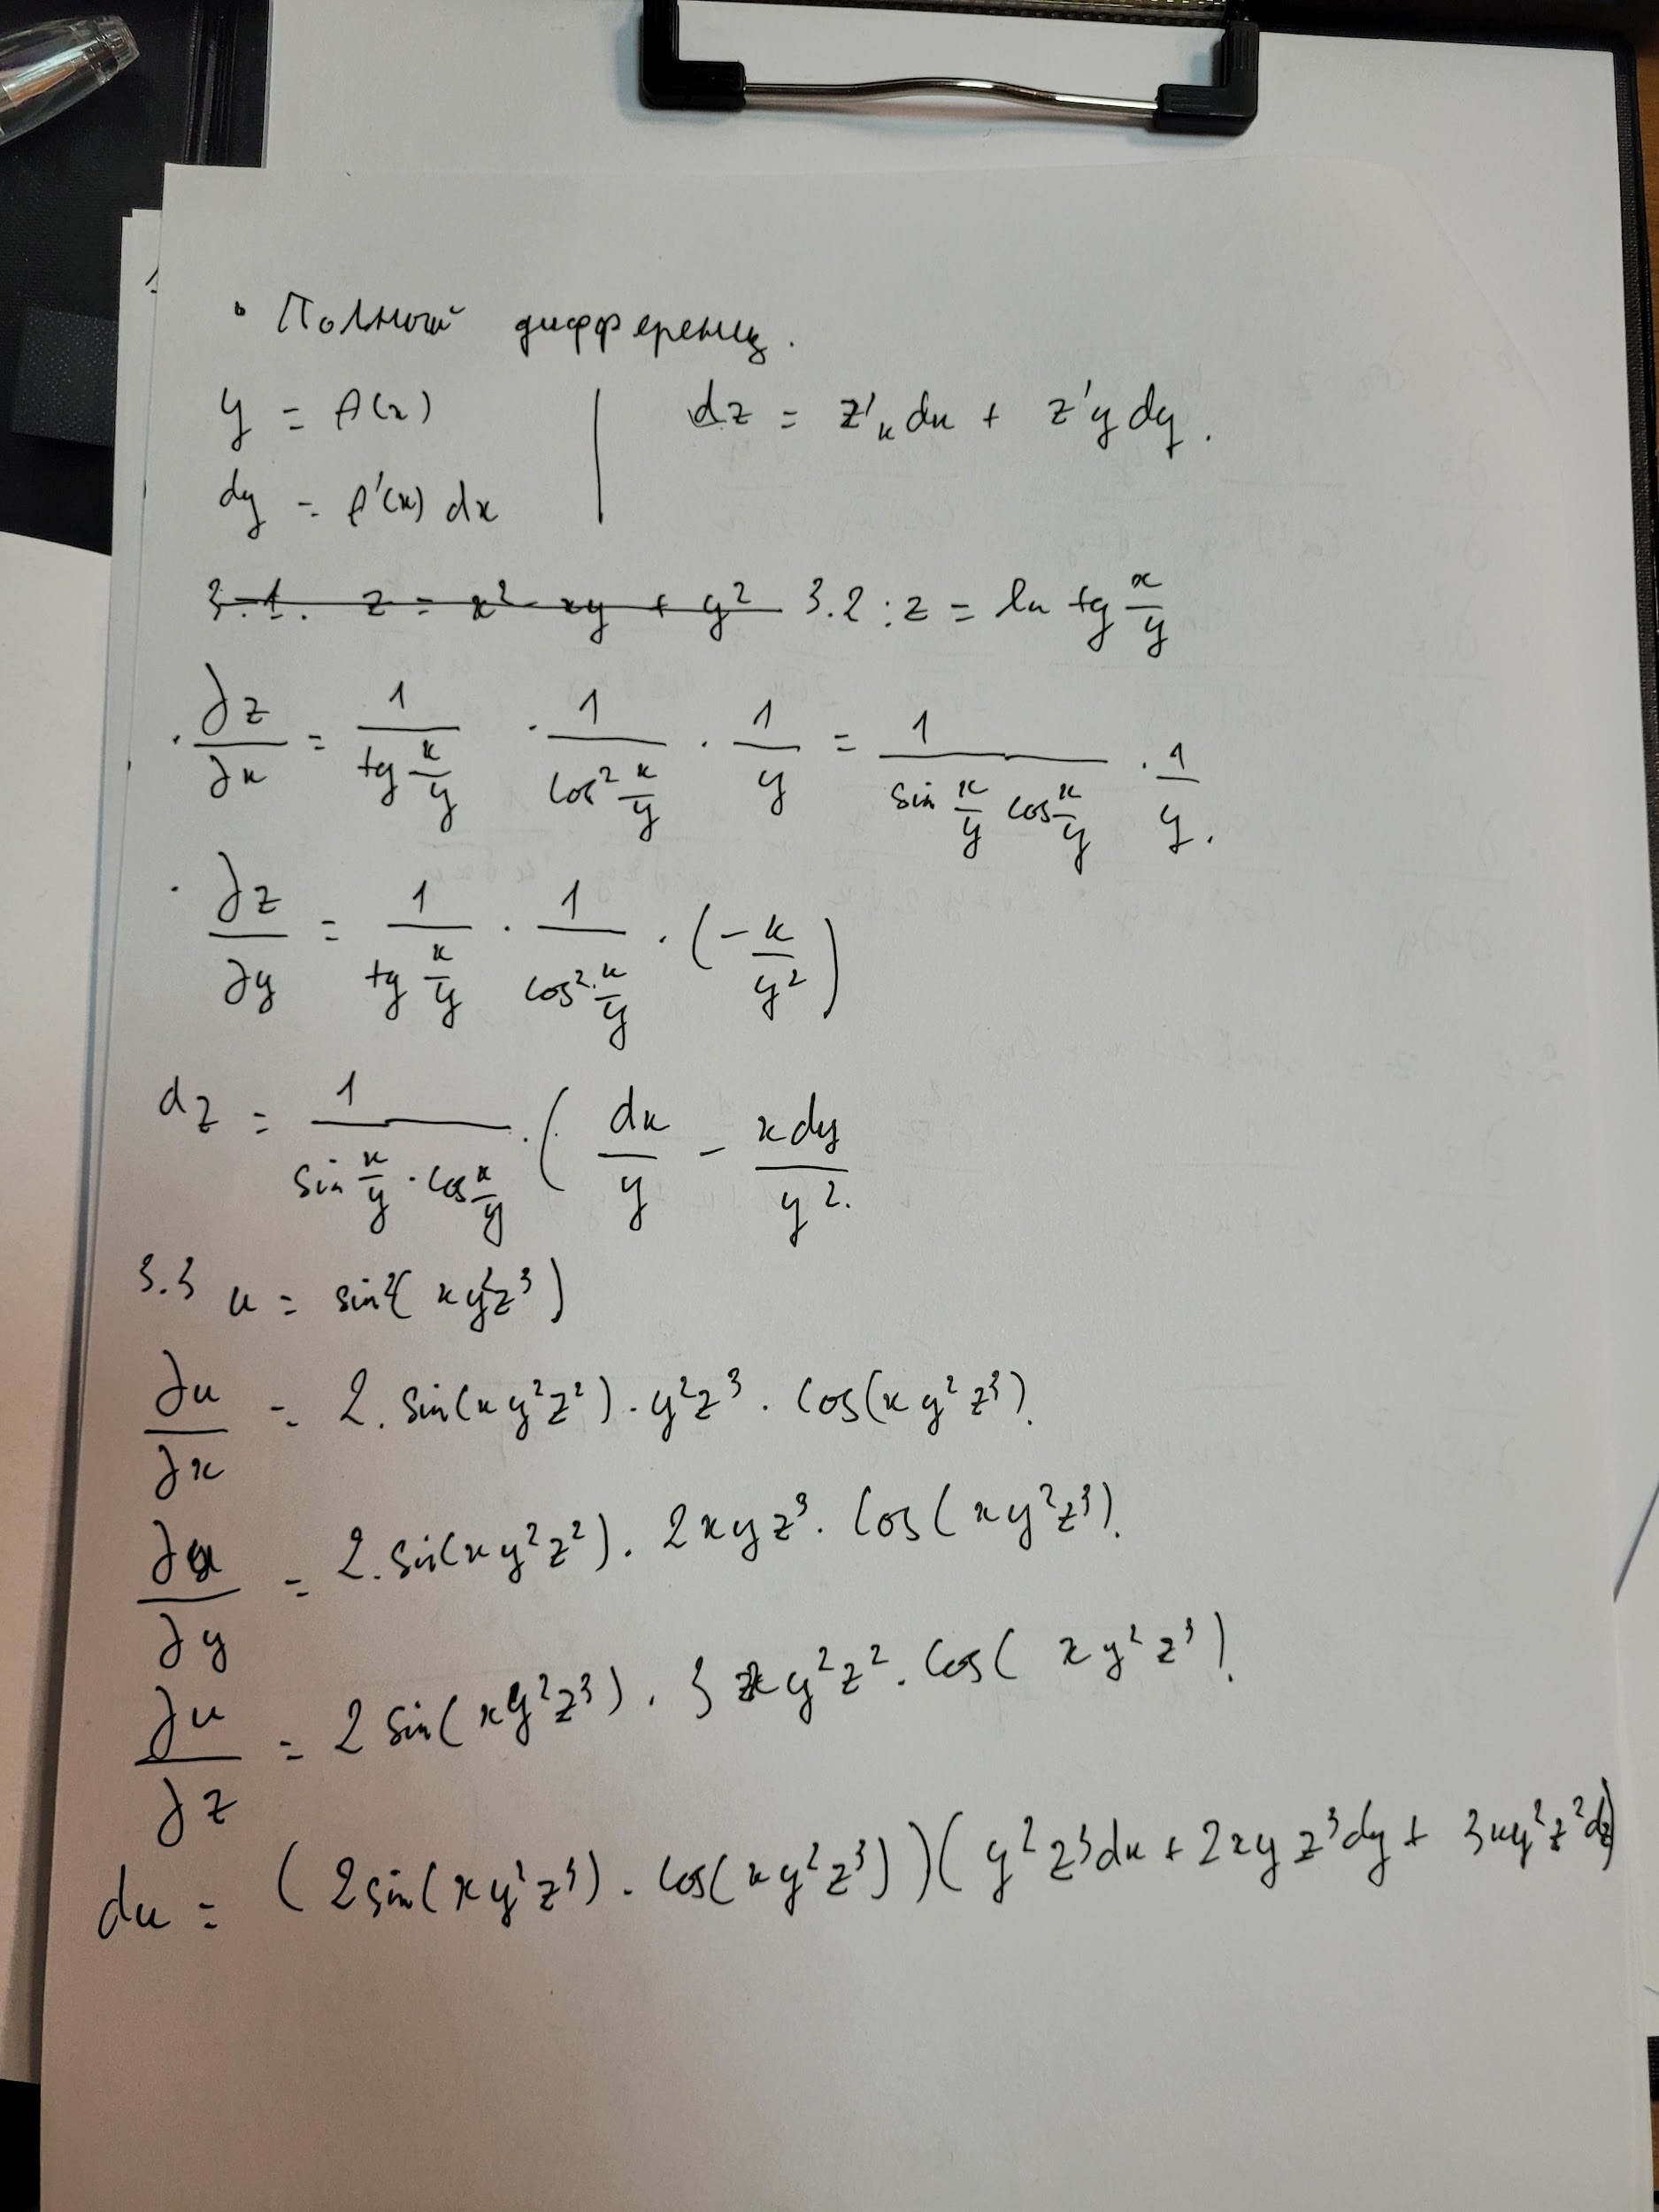 • Полный дифференц.
y = f(x) | dz = z'x dx + z'y dy.
dy = f'(x) dx
3.1. z = x² - xy + y² 3.2 : z = ln tg x/y
· ∂z/∂x = 1/(tg x/y) · 1/(cos² x/y) · 1/y = 1/(sin x/y cos x/y) · 1/y.
· ∂z/∂y = 1/(tg x/y) · 1/(cos² x/y) · (- x/y²)
dz = 1/(sin x/y · cos x/y) · ( dx/y - xdy/y².
3.3 u = sin²( xy²z³)
∂u/∂x = 2. sin(xy²z²) · y²z³ · cos(xy²z³).
∂u/∂y = 2. sin(xy²z²). 2xyz³. cos(xy²z³).
∂u/∂z = 2 sin(xy²z³). 3xy²z². cos( xy²z³).
du = (2sin(xy²z³) · cos(xy²z³))(y²z³dx + 2xyz³dy + 3xy²z²dz)